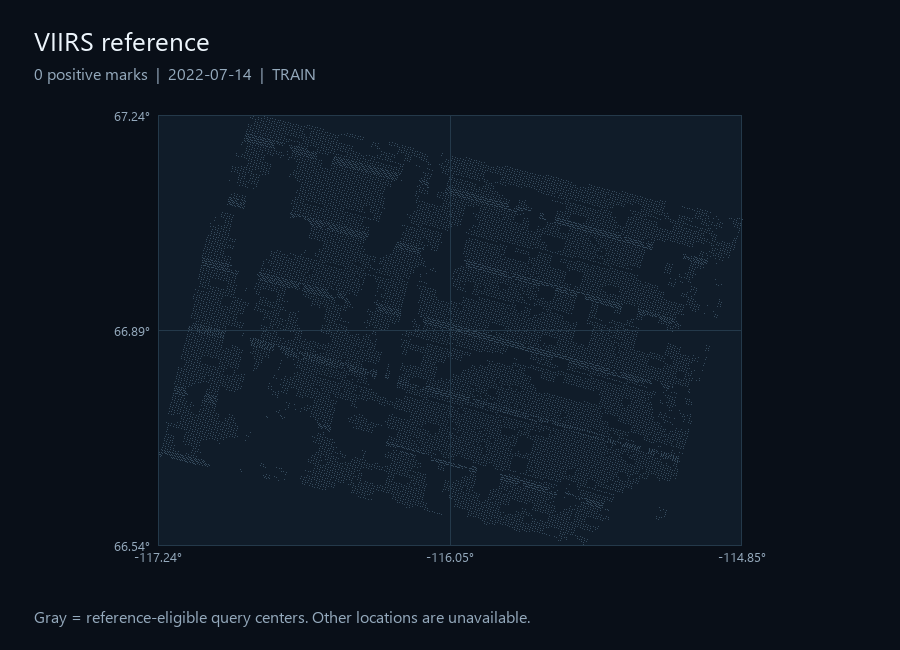 VIIRS reference
0 positive marks | 2022-07-14 | TRAIN
67.24°
66.89°
66.54°
-117.24°
-116.05°
-114.85°
Gray = reference-eligible query centers. Other locations are unavailable.